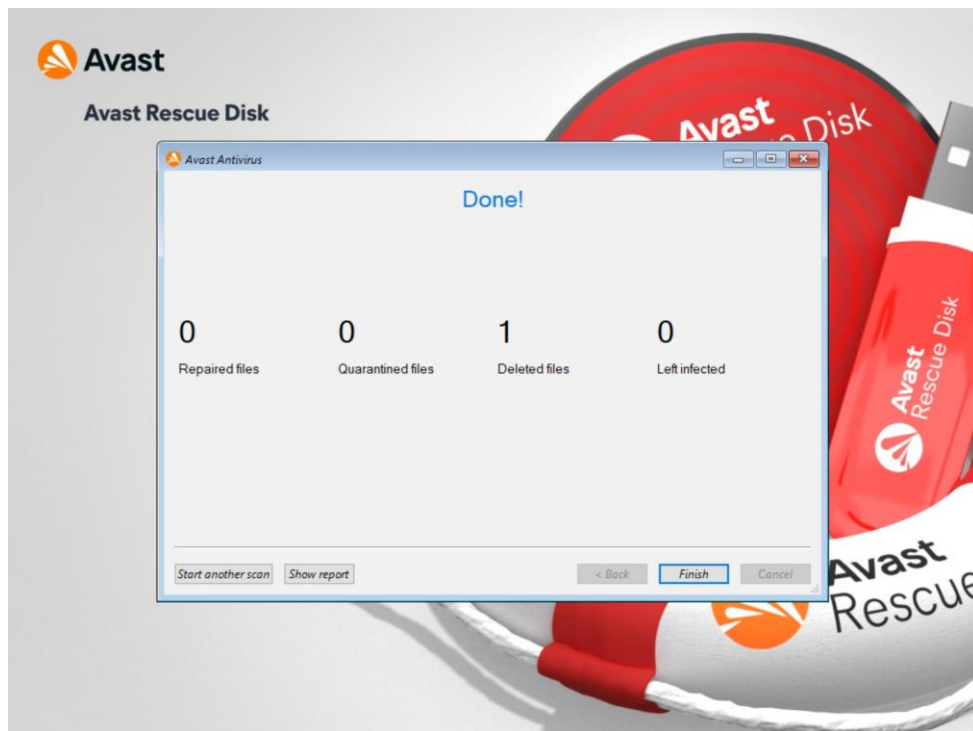 Avast
Avast Rescue Disk
Avast
Disk
Avast Antivirus
Done!
0
0
1
0
Repaired files
Quarantined files
Deleted files
Left infected
Start another scan
Show report
< Back
Finish
Cancel
Avast
Rescue Disk
Avast